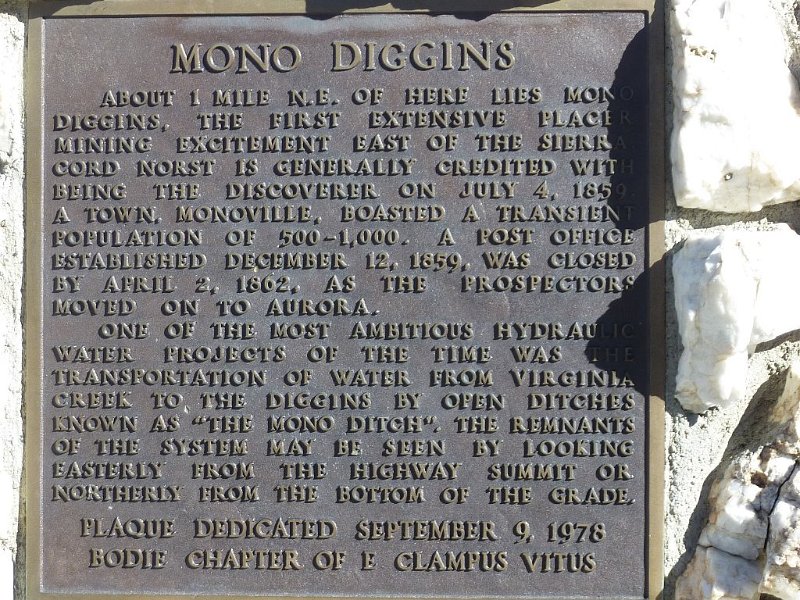 MONO DIGGINS
ABOUT 1 MILE N.E. OF HERE LIES MONO
DIGGINS, THE FIRST EXTENSIVE PLACER
MINING EXCITEMENT EAST OF THE SIERRA.
CORD NORST IS GENERALLY CREDITED WITH
BEING THE DISCOVERER ON JULY 4, 1859.
A TOWN, MONOVILLE, BOASTED A TRANSIENT
POPULATION OF 500-1,000. A POST OFFICE
ESTABLISHED DECEMBER 12, 1859, WAS CLOSED
BY APRIL 2, 1862, AS THE PROSPECTORS
MOVED ON TO AURORA.
ONE OF THE MOST AMBITIOUS HYDRAULIC
WATER PROJECTS OF THE TIME WAS THE
TRANSPORTATION OF WATER FROM VIRGINIA
CREEK TO THE DIGGINS BY OPEN DITCHES
KNOWN AS "THE MONO DITCH". THE REMNANTS
OF THE SYSTEM MAY BE SEEN BY LOOKING
EASTERLY FROM THE HIGHWAY SUMMIT OR
NORTHERLY FROM THE BOTTOM OF THE GRADE.
PLAQUE DEDICATED SEPTEMBER 9, 1978
BODIE CHAPTER OF E CLAMPUS VITUS